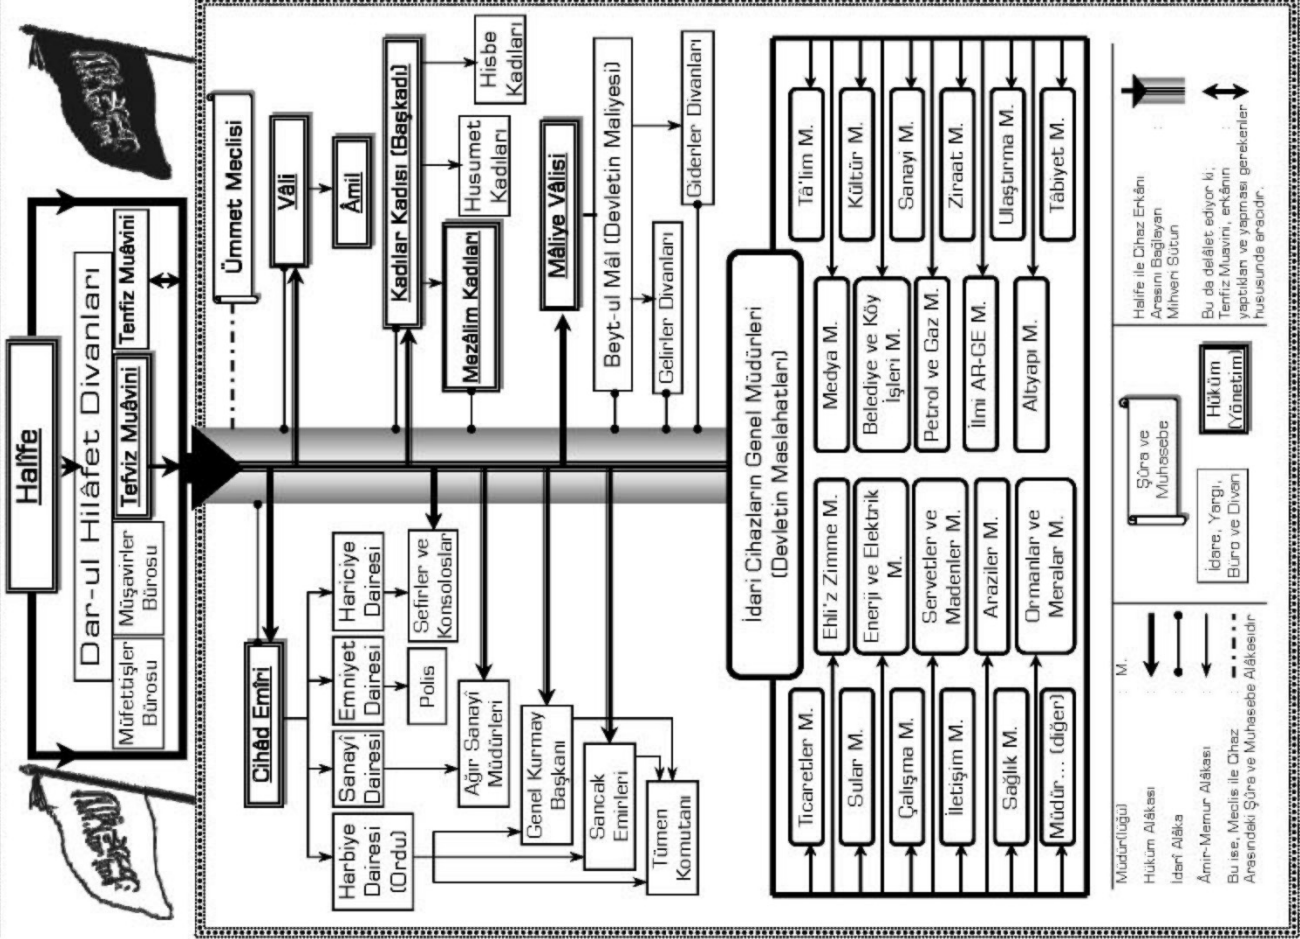 Halîfe
Dar-ul Hilâfet Divanları
Müfettişler
Bürosu
Müşavirler
Bürosu
Tefviz Muâvini
Tenfiz Muâvini
Ümmet Meclisi
Cihâd Emîri
Vâli
Âmil
Harbiye
Dairesi
(Ordu)
Sanayî
Dairesi
Emniyet
Dairesi
Hariciye
Dairesi
Polis
Sefirler ve
Konsoloslar
Ağır Sanayî
Müdürleri
Genel Kurmay
Başkanı
Sancak
Emirleri
Tümen
Komutanı
Kadılar Kadısı (Başkadı)
Mezâlim Kadıları
Husumet
Kadıları
Hisbe
Kadıları
Mâliye Vâlisi
Beyt-ul Mâl (Devletin Maliyesi)
Gelirler Divanları
Giderler Divanları
İdari Cihazların Genel Müdürleri
(Devletin Maslahatları)
Ticaretler M.
Sular M.
Çalışma M.
İletişim M.
Sağlık M.
Müdür... (diğer)
Ehli'z Zimme M.
Enerji ve Elektrik
M.
Servetler ve
Madenler M.
Araziler M.
Ormanlar ve
Meralar M.
Medya M.
Belediye ve Köy
İşleri M.
Petrol ve Gaz M.
İlmi AR-GE M.
Altyapı M.
Tâ'lim M.
Kültür M.
Sanayi M.
Ziraat M.
Ulaştırma M.
Tâbiyet M.
Müdür(lüğü) : M.
Hüküm Alâkası :
İdarî Alâka :
Âmir-Memur Alâkası :
Bu ise, Meclis ile Cihaz :
Arasındaki Şûra ve Muhasebe Alâkasıdır
İdare, Yargı,
Büro ve Divan
Şûra ve
Muhasebe
Hüküm
(Yönetim)
Halife ile Cihaz Erkânı :
Arasını Bağlayan
Mihveri Sütun
Bu da delâlet ediyor ki; :
Tenfiz Muavini, erkânın
yaptıkları ve yapması gerekenler
hususunda aracıdır.